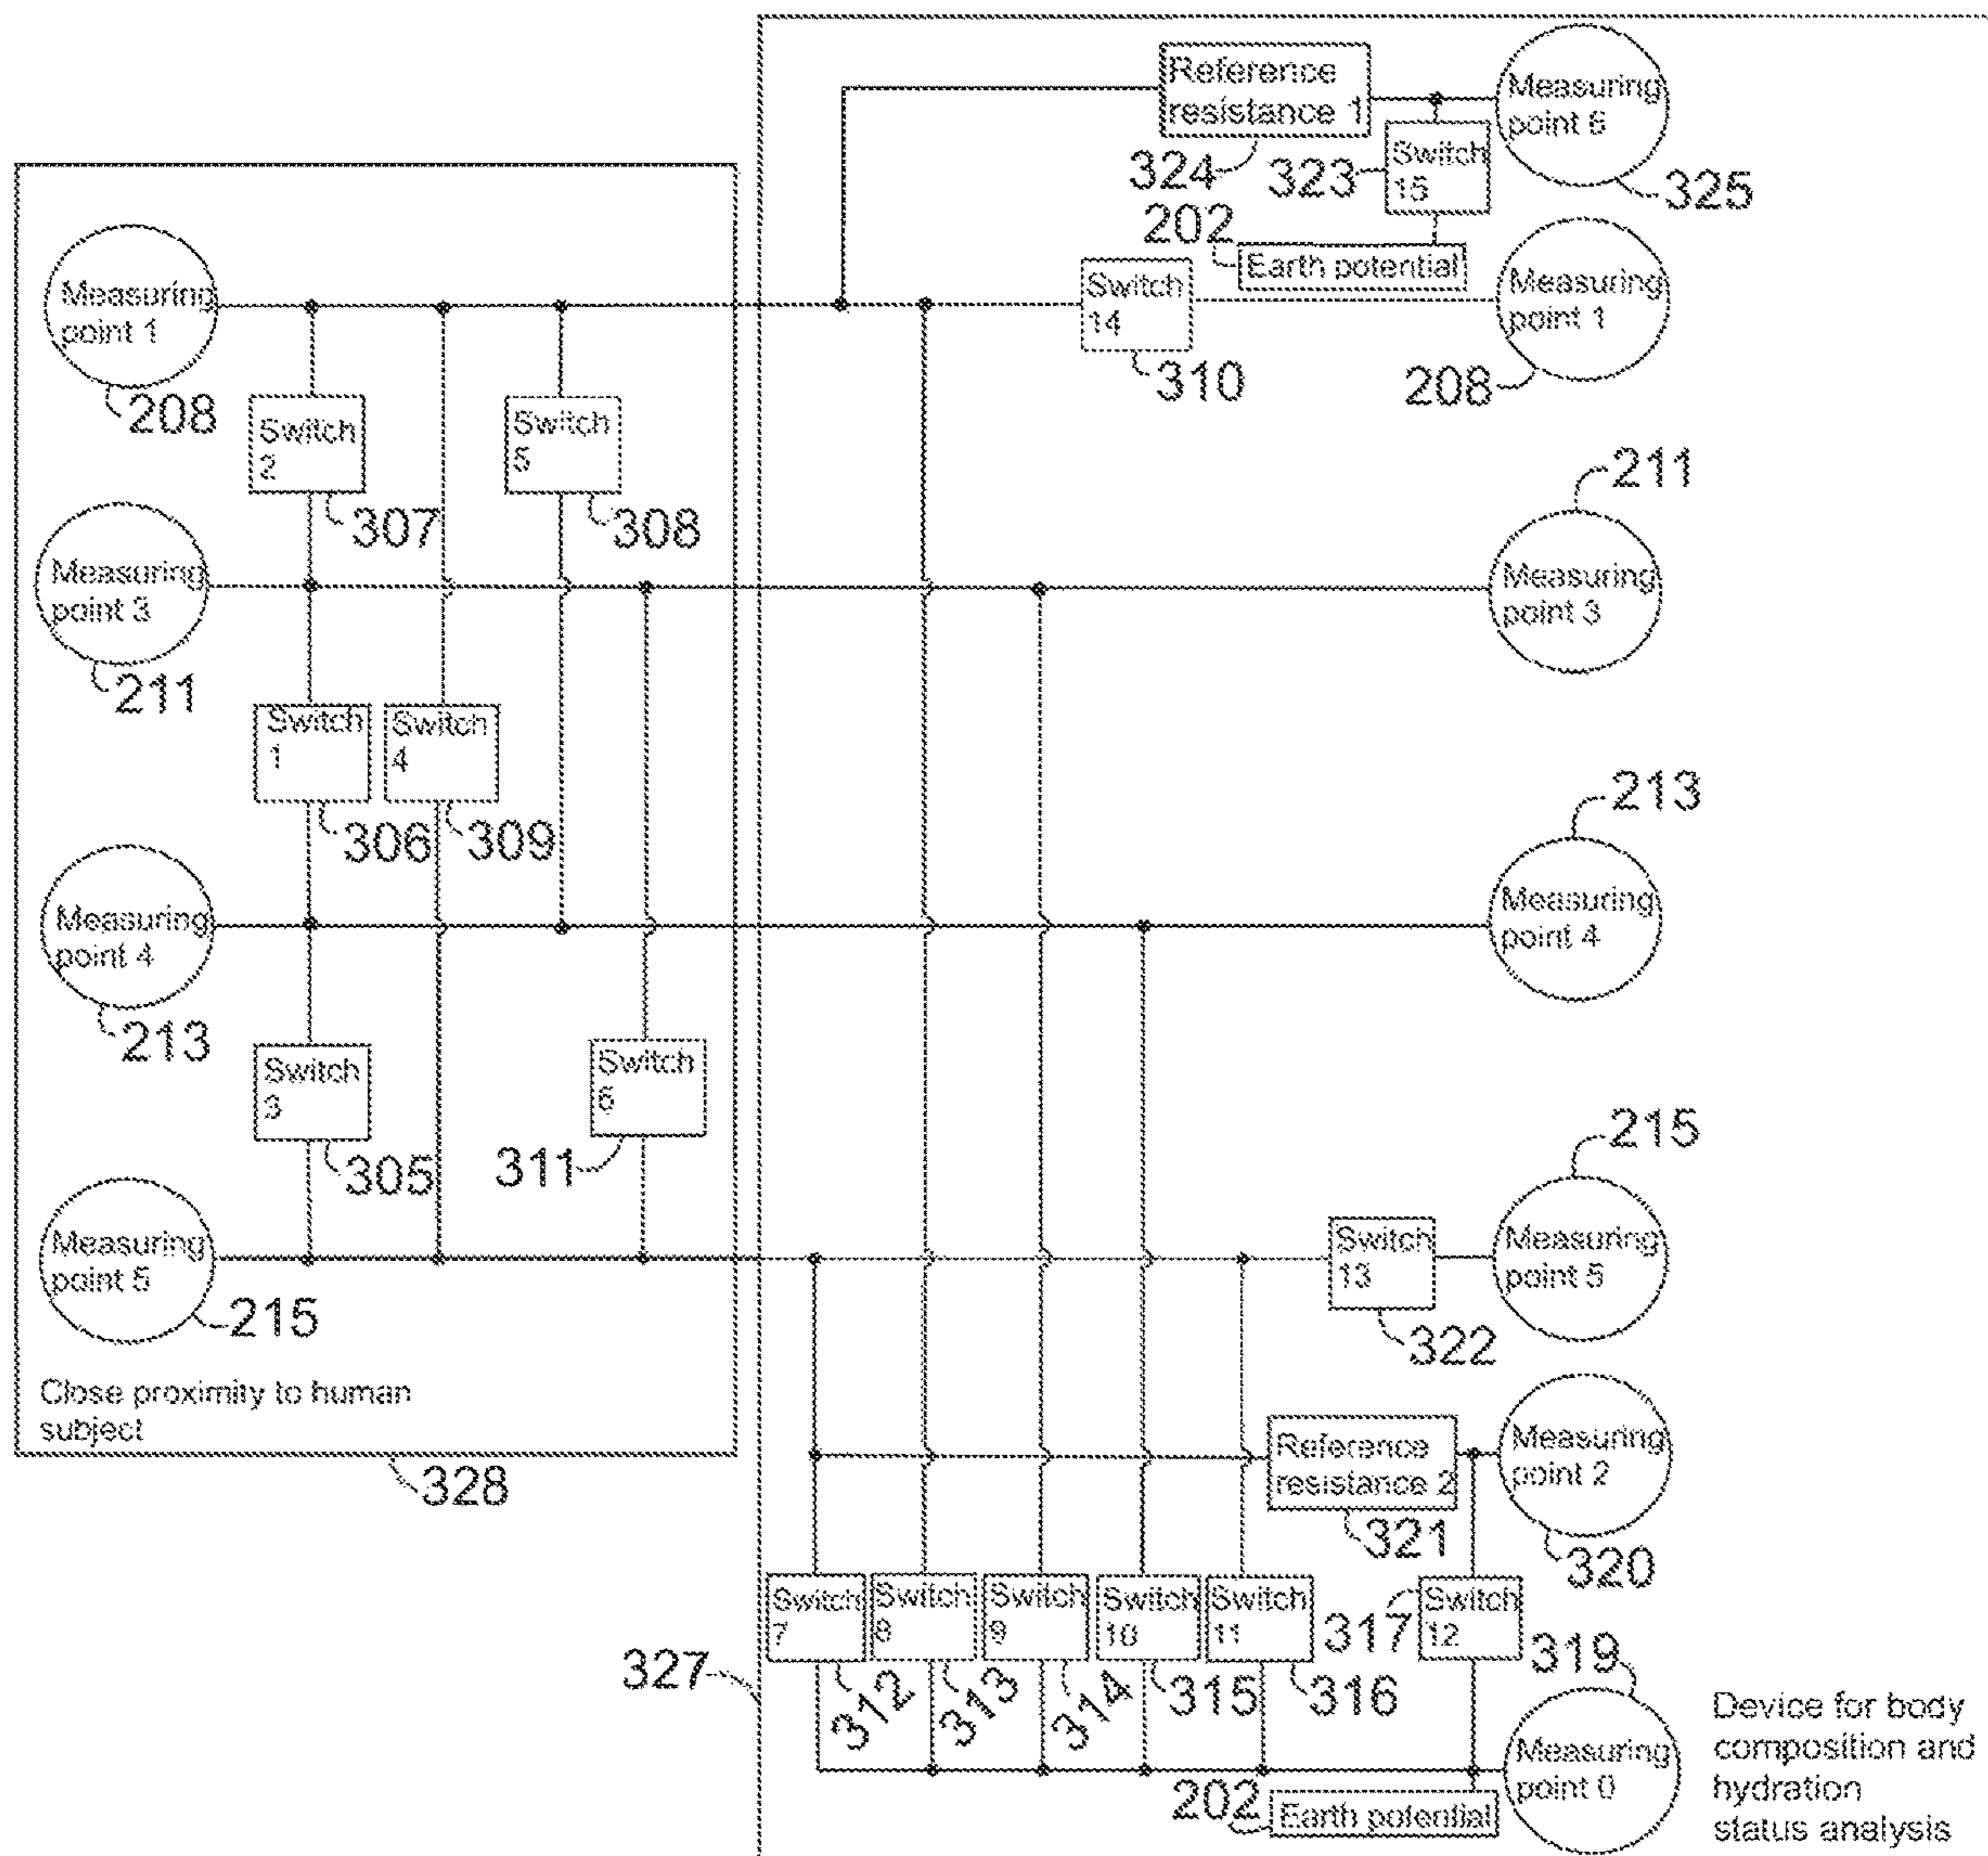 Reference
resistance 1
Measuring
point 6
324
323
Switch
15
325
202
Earth potential
Measuring
point 1
208
Switch
14
310
Measuring
point 1
208
Switch
2
307
Switch
5
308
211
Measuring
point 3
211
Measuring
point 3
Switch
1
306
Switch
4
309
213
Measuring
point 4
213
Measuring
point 4
Switch
3
305
Switch
6
311
215
Measuring
point 5
215
Switch
13
322
Measuring
point 5
Close proximity to human
subject
328
Reference
resistance 2
321
Measuring
point 2
320
Switch
7
Switch
8
Switch
9
Switch
10
Switch
11
317
Switch
12
319
327
312
313
314
315
316
202
Earth potential
Measuring
point 0
Device for body
composition and
hydration
status analysis